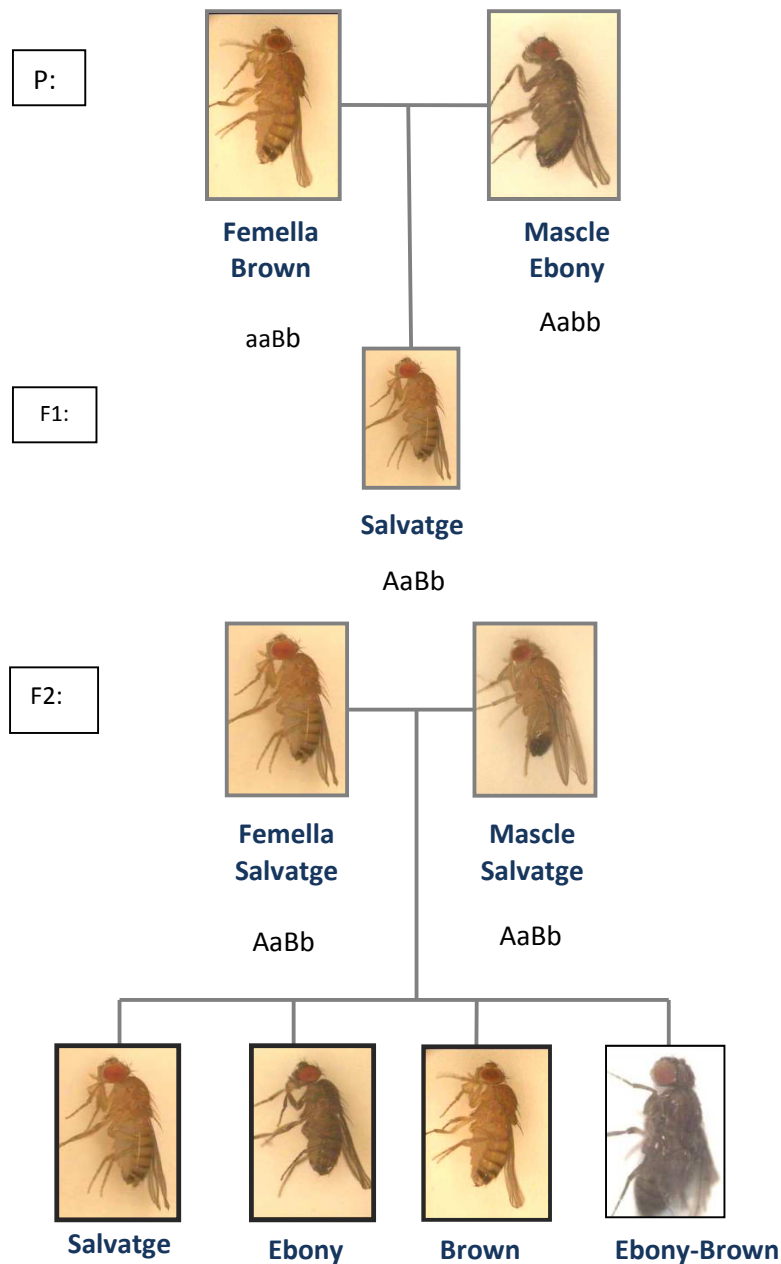 P:
Femella
Brown
Mascle
Ebony
aaBb
Aabb
F1:
Salvatge
AaBb
F2:
Femella
Salvatge
Mascle
Salvatge
AaBb
AaBb
Salvatge
Ebony
Brown
Ebony-Brown